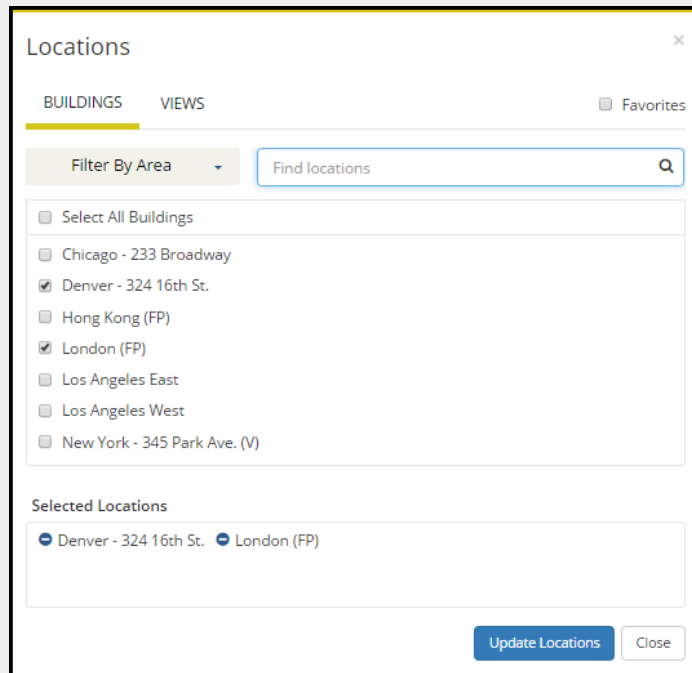 Locations
×
BUILDINGS VIEWS Favorites
Filter By Area Find locations
Select All Buildings
Chicago - 233 Broadway
Denver - 324 16th St.
Hong Kong (FP)
London (FP)
Los Angeles East
Los Angeles West
New York - 345 Park Ave. (V)
Selected Locations
Denver - 324 16th St. London (FP)
Update Locations Close